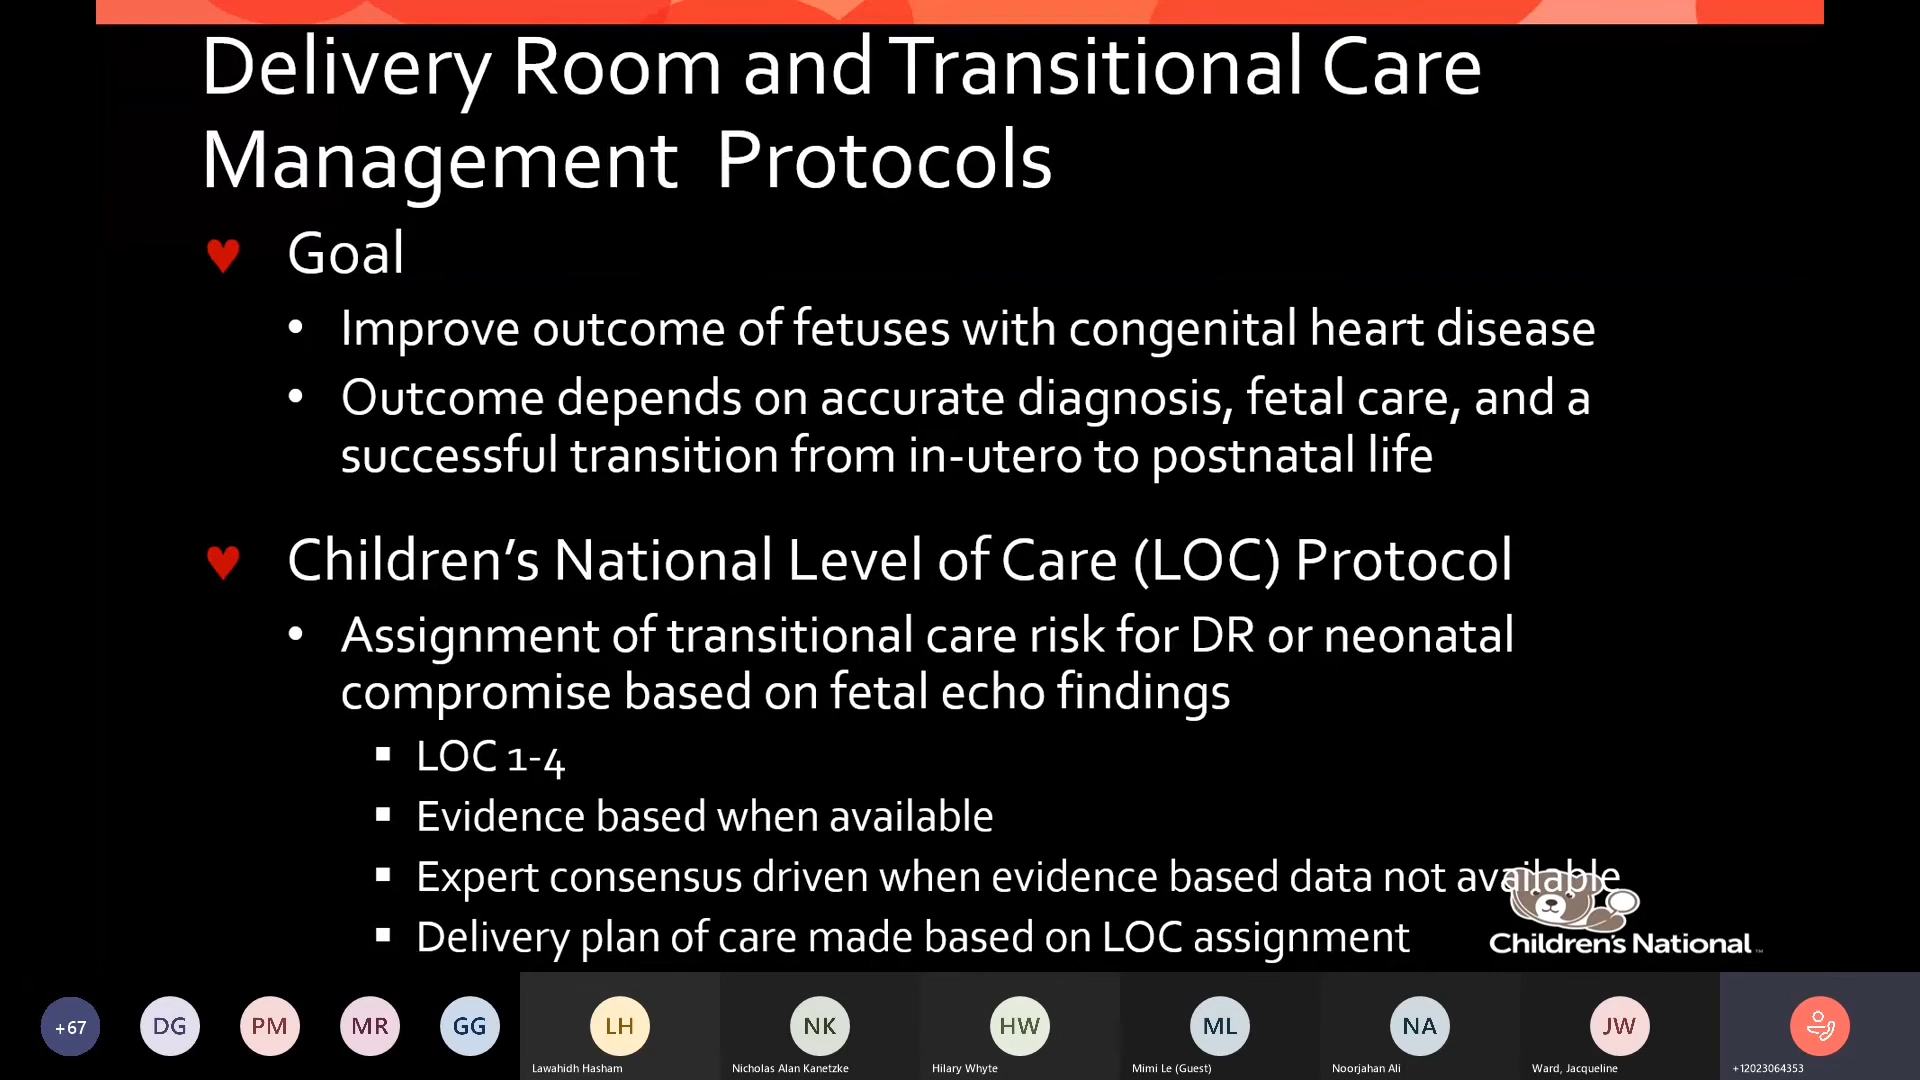 Delivery Room and Transitional Care
Management Protocols
Goal
• Improve outcome of fetuses with congenital heart disease
• Outcome depends on accurate diagnosis, fetal care, and a
successful transition from in-utero to postnatal life
Children's National Level of Care (LOC) Protocol
• Assignment of transitional care risk for DR or neonatal
compromise based on fetal echo findings
▪ LOC 1-4
▪ Evidence based when available
▪ Expert consensus driven when evidence based data not available
▪ Delivery plan of care made based on LOC assignment
Children's National™
+67 DG PM MR GG LH NK HW ML NA JW
Lawahidh Hasham Nicholas Alan Kanetzke Hilary Whyte Mimi Le (Guest) Noorjahan Ali Ward, Jacqueline +12023064353